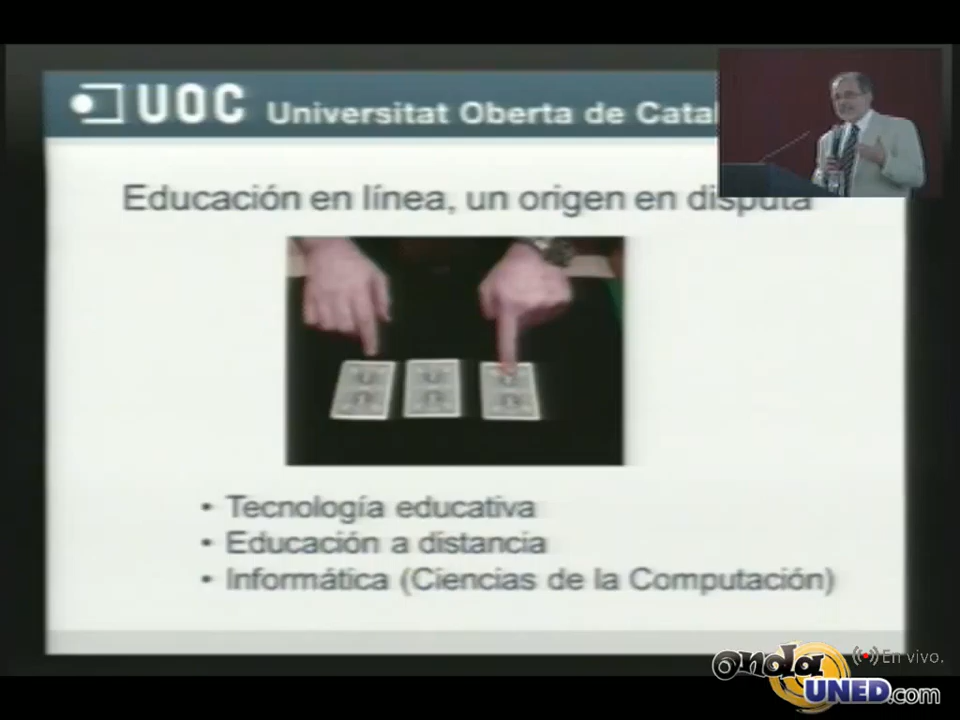 UOC Universitat Oberta de Catal
Educación en línea, un origen en disputa
• Tecnología educativa
• Educación a distancia
• Informática (Ciencias de la Computación)
En vivo.
onda
UNED.com